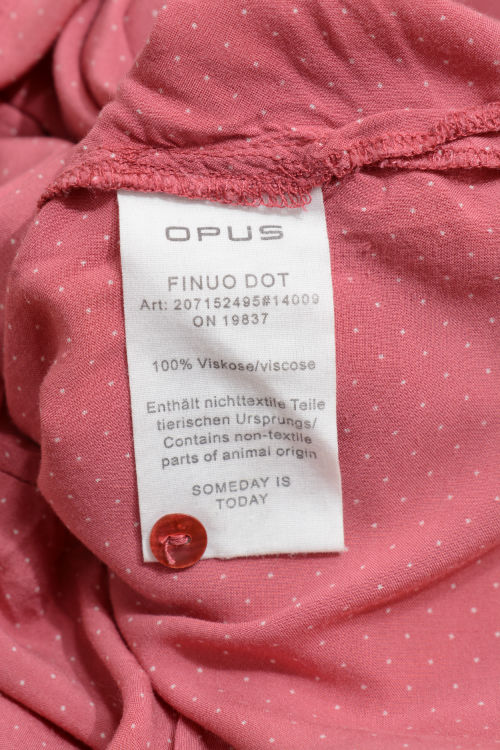 OPUS
FINUO DOT
Art: 207152495#14009
ON 19837
100% Viskose/viscose
Enthält nichttextile Teile
tierischen Ursprungs/
Contains non-textile
parts of animal origin
SOMEDAY IS
TODAY